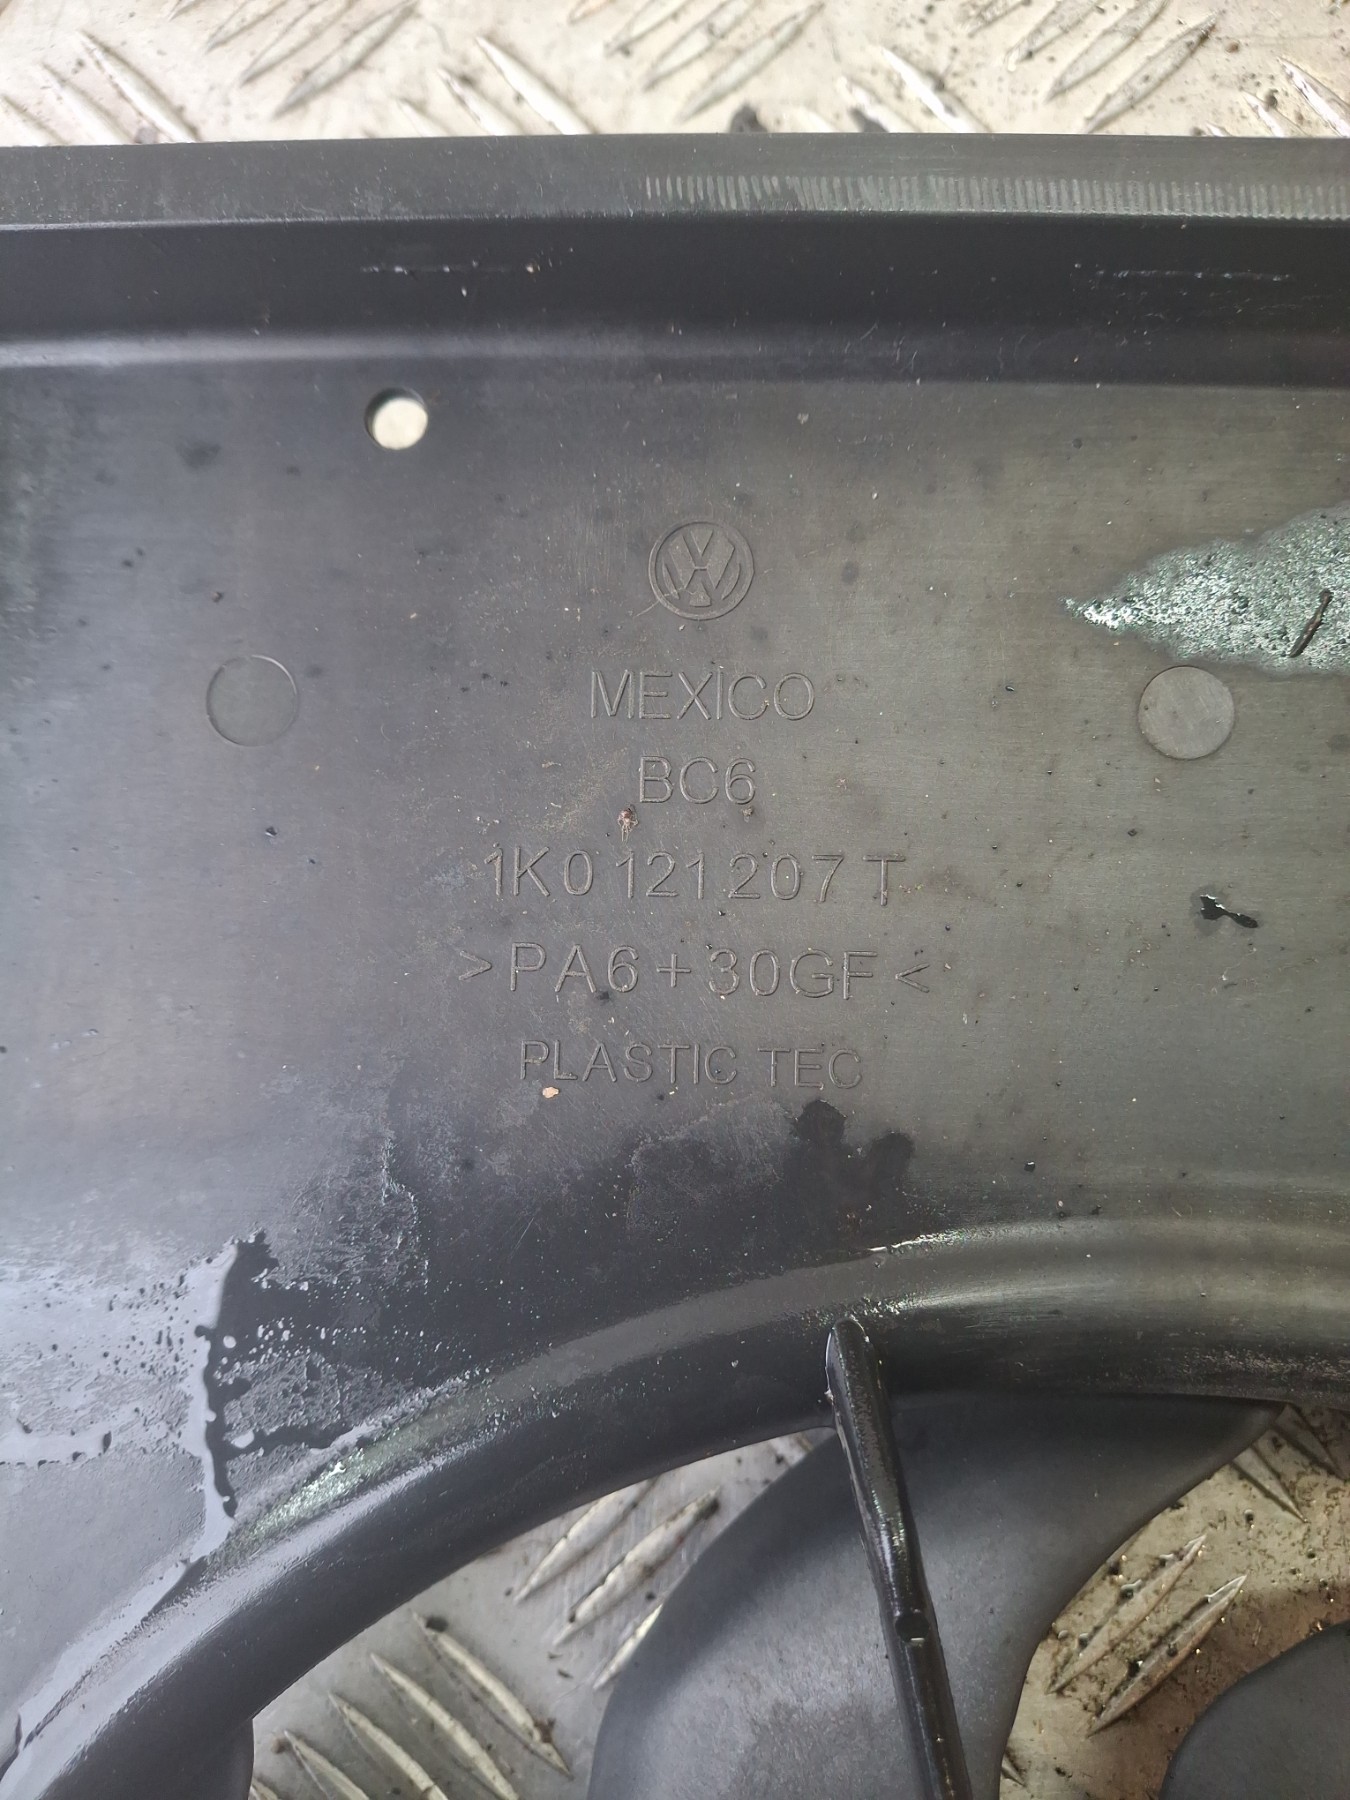 MEXICO
BC6
1K0 121 207 T
>PA6+30GF<
PLASTIC TEC